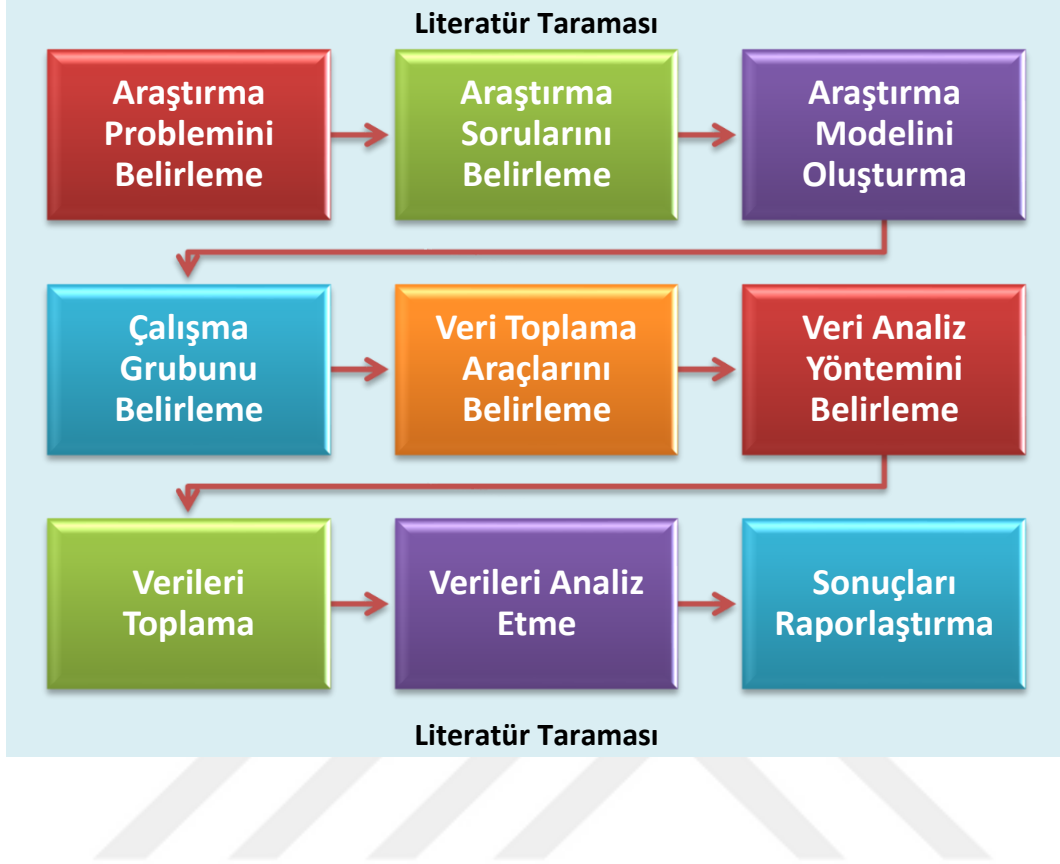 Literatür Taraması
Araştırma
Problemini
Belirleme
Araştırma
Sorularını
Belirleme
Araştırma
Modelini
Oluşturma
Çalışma
Grubunu
Belirleme
Veri Toplama
Araçlarını
Belirleme
Veri Analiz
Yöntemini
Belirleme
Verileri
Toplama
Verileri Analiz
Etme
Sonuçları
Raporlaştırma
Literatür Taraması